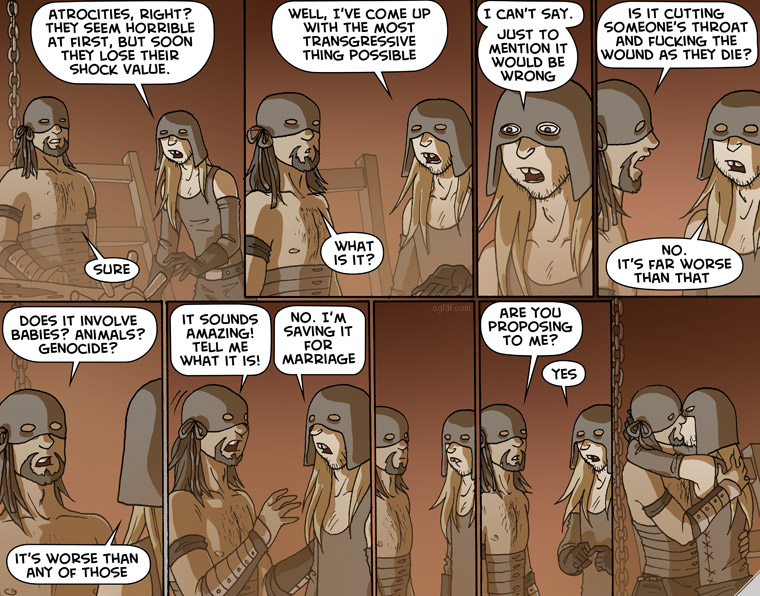 ATROCITIES, RIGHT?
THEY SEEM HORRIBLE
AT FIRST, BUT SOON
THEY LOSE THEIR
SHOCK VALUE.
SURE
WELL, I'VE COME UP
WITH THE MOST
TRANSGRESSIVE
THING POSSIBLE
WHAT
IS IT?
I CAN'T SAY.
JUST TO
MENTION IT
WOULD BE
WRONG
IS IT CUTTING
SOMEONE'S THROAT
AND FUCKING THE
WOUND AS THEY DIE?
NO.
IT'S FAR WORSE
THAN THAT
DOES IT INVOLVE
BABIES? ANIMALS?
GENOCIDE?
IT'S WORSE THAN
ANY OF THOSE
IT SOUNDS
AMAZING!
TELL ME
WHAT IT IS!
NO. I'M
SAVING IT
FOR
MARRIAGE
oglaf.com
ARE YOU
PROPOSING
TO ME?
YES